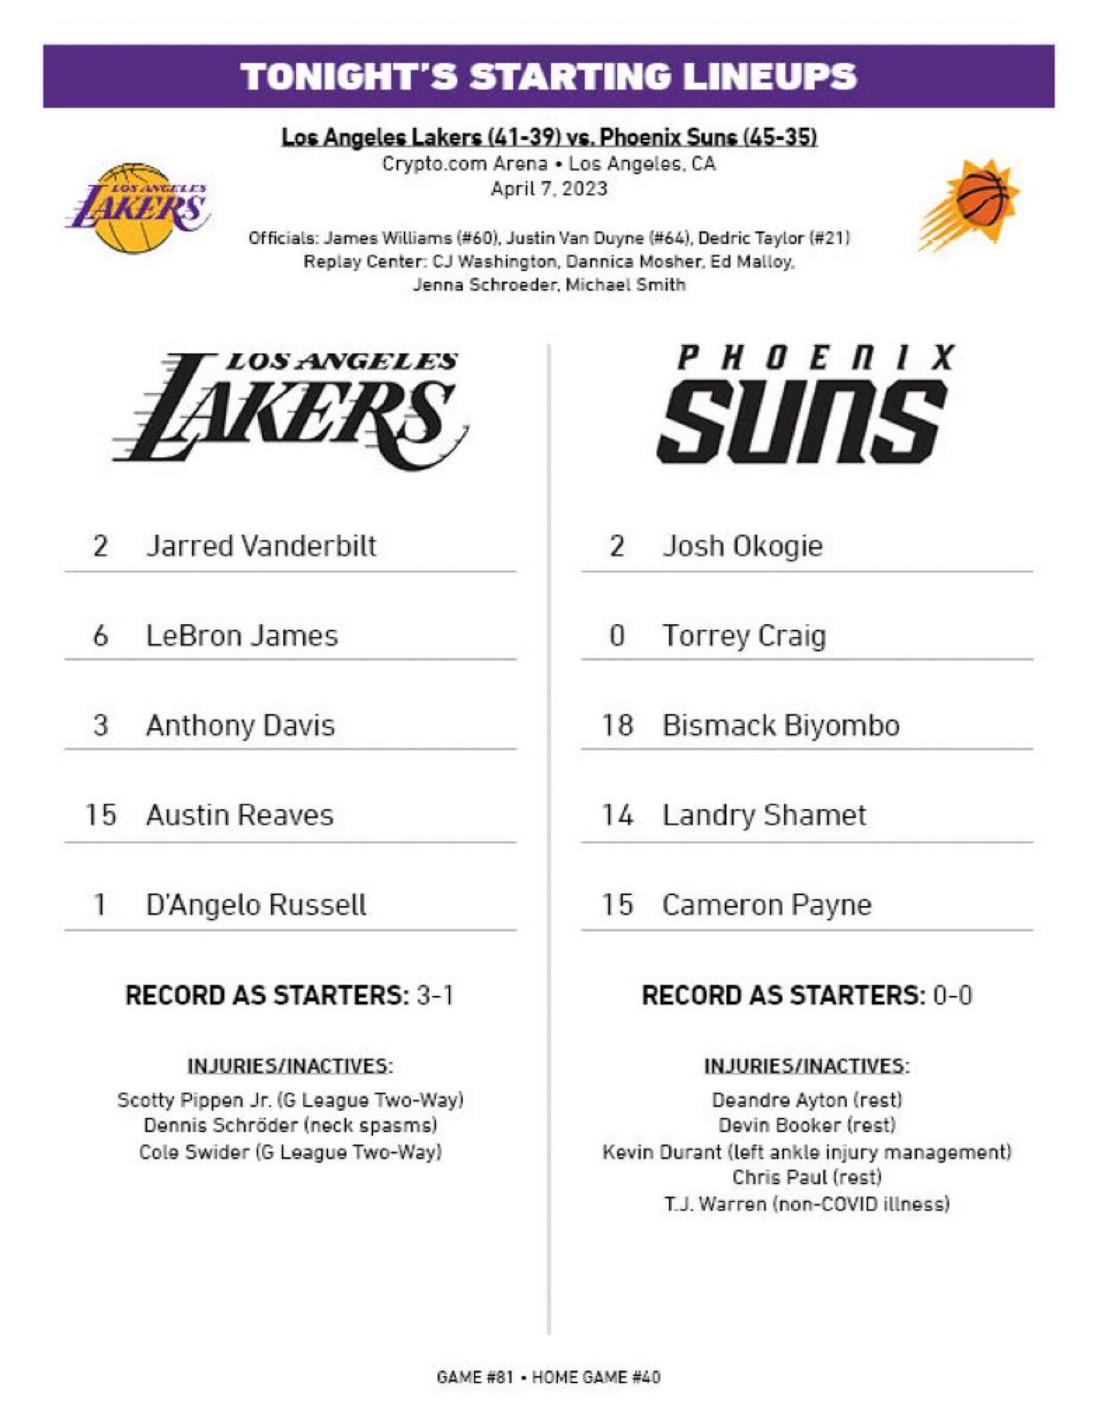 TONIGHT'S STARTING LINEUPS
Los Angeles Lakers (41-39) vs. Phoenix Suns (45-35)
Crypto.com Arena • Los Angeles, CA
April 7, 2023
LOS ANGELES
LAKERS
Officials: James Williams (#60), Justin Van Duyne (#64), Dedric Taylor (#21)
Replay Center: CJ Washington, Dannica Mosher, Ed Malloy,
Jenna Schroeder, Michael Smith
LOS ANGELES
LAKERS
2 Jarred Vanderbilt
6 LeBron James
3 Anthony Davis
15 Austin Reaves
1 D'Angelo Russell
RECORD AS STARTERS: 3-1
INJURIES/INACTIVES:
Scotty Pippen Jr. (G League Two-Way)
Dennis Schröder (neck spasms)
Cole Swider (G League Two-Way)
PHOENIX
SUNS
2 Josh Okogie
0 Torrey Craig
18 Bismack Biyombo
14 Landry Shamet
15 Cameron Payne
RECORD AS STARTERS: 0-0
INJURIES/INACTIVES:
Deandre Ayton (rest)
Devin Booker (rest)
Kevin Durant (left ankle injury management)
Chris Paul (rest)
T.J. Warren (non-COVID illness)
GAME #81 • HOME GAME #40